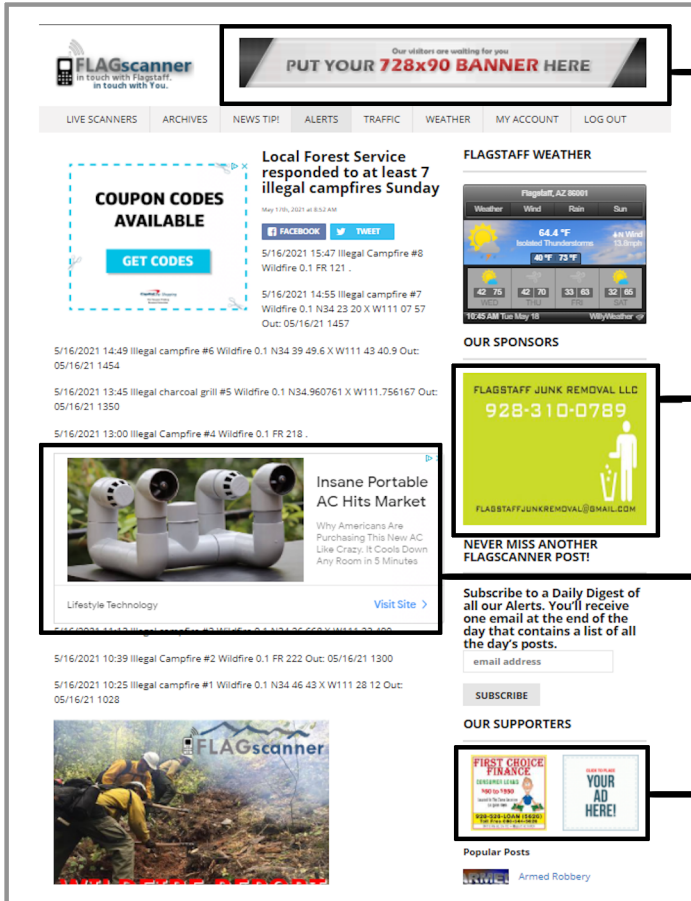 FLAGscanner
in touch with Flagstaff.
in touch with You.
Our visitors are waiting for you
PUT YOUR 728x90 BANNER HERE
LIVE SCANNERS ARCHIVES NEWS TIP! ALERTS TRAFFIC WEATHER MY ACCOUNT LOG OUT
COUPON CODES
AVAILABLE
GET CODES
Local Forest Service
responded to at least 7
illegal campfires Sunday
May 17th, 2021 at 8:52 AM
FACEBOOK TWEET
5/16/2021 15:47 Illegal Campfire #8
Wildfire 0.1 FR 121 .
5/16/2021 14:55 Illegal campfire #7
Wildfire 0.1 N34 23 20 X W111 07 57
Out: 05/16/21 1457
5/16/2021 14:49 Illegal campfire #6 Wildfire 0.1 N34 39 49.6 X W111 43 40.9 Out:
05/16/21 1454
5/16/2021 13:45 Illegal charcoal grill #5 Wildfire 0.1 N34.960761 X W111.756167 Out:
05/16/21 1350
5/16/2021 13:00 Illegal Campfire #4 Wildfire 0.1 FR 218 .
Insane Portable
AC Hits Market
Why Americans Are
Purchasing This New AC
Like Crazy. It Cools Down
Any Room in 5 Minutes
Lifestyle Technology
Visit Site >
5/16/2021 10:39 Illegal Campfire #2 Wildfire 0.1 FR 222 Out: 05/16/21 1300
5/16/2021 10:25 Illegal campfire #1 Wildfire 0.1 N34 46 43 X W111 28 12 Out:
05/16/21 1028
FLAGscanner
WILDFIRE REPORT
FLAGSTAFF WEATHER
Flagstaff, AZ 86001
Weather Wind Rain Sun
64.4 °F
Isolated Thunderstorms
Wind
13.6mph
40 °F 73 °F
42 75 42 70 33 63 32 65
WED THU FRI SAT
10:45 AM Tue May 18 WillyWeather
OUR SPONSORS
FLAGSTAFF JUNK REMOVAL LLC
928-310-0789
FLAGSTAFFJUNKREMOVAL@GMAIL.COM
NEVER MISS ANOTHER
FLAGSCANNER POST!
Subscribe to a Daily Digest of
all our Alerts. You'll receive
one email at the end of the
day that contains a list of all
the day's posts.
email address
SUBSCRIBE
OUR SUPPORTERS
FIRST CHOICE
FINANCE
CONSUMER LOANS
928-526-LOAN (5626)
YOUR
AD
HERE!
Popular Posts
Armed Robbery